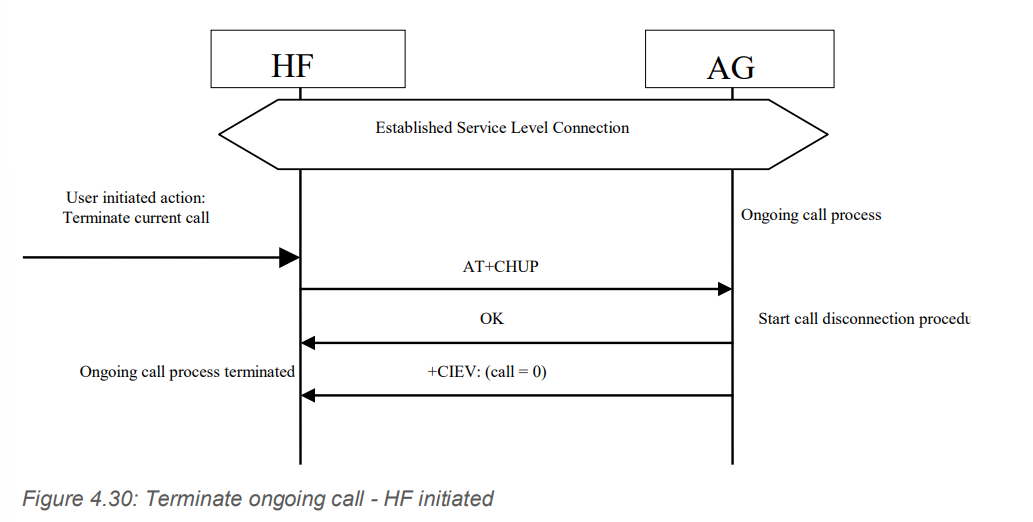 HF
AG
Established Service Level Connection
User initiated action:
Terminate current call
Ongoing call process
AT+CHUP
OK
Start call disconnection procedu
Ongoing call process terminated
+CIEV: (call = 0)
Figure 4.30: Terminate ongoing call - HF initiated